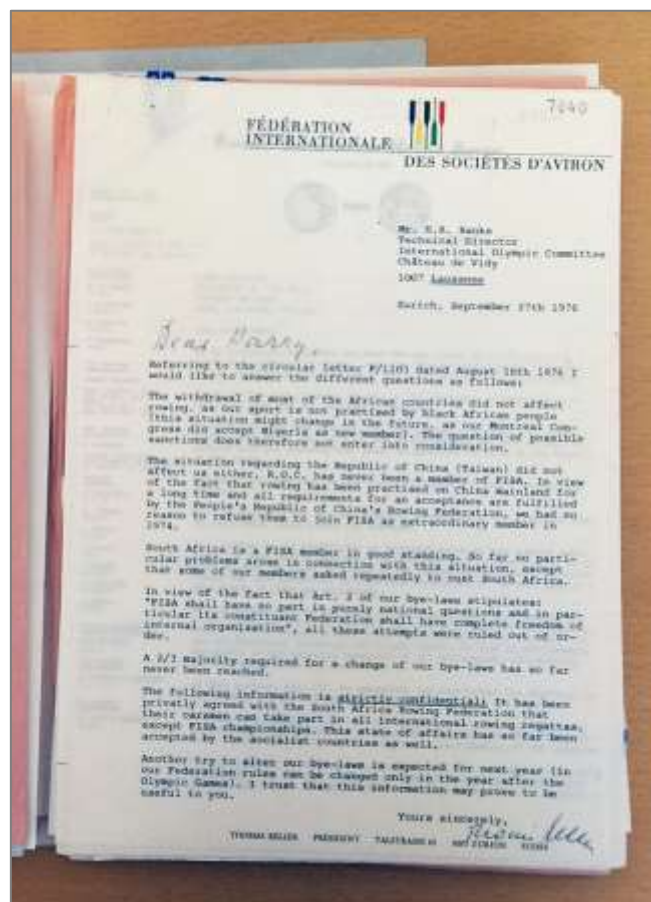 7040
FÉDÉRATION
INTERNATIONALE
DES SOCIÉTÉS D'AVIRON
Mr. H.R. Banks
Technical Director
International Olympic Committee
Château de Vidy
1007 Lausanne
Zurich, September 27th 1976
Dear Harry,
Referring to the circular letter dated August 18th 1976 I
would like to answer the different questions as follows:
The withdrawal of most of the African countries did not affect
rowing, as our sport is not practised by black African people
(this situation might change in the future, as our Montreal Con-
gress did accept Nigeria as new member). The question of possible
sanctions does therefore not enter into consideration.
The situation regarding the Republic of China (Taiwan) did not
affect us either. R.O.C. has never been a member of FISA. In view
of the fact that rowing has been practised on China Mainland for
a long time and all requirements for an acceptance are fulfilled
by the People's Republic of China's Rowing Federation, we had no
reason to refuse them to join FISA as extraordinary member in
1974.
South Africa is a FISA member in good standing. So far no parti-
cular problems arose in connection with this situation, except
that some of our members asked repeatedly to oust South Africa.
In view of the fact that Art. 2 of our bye-laws stipulates:
"FISA shall have no part in purely national questions and in par-
ticular its constituent Federation shall have complete freedom of
internal organisation", all these attempts were ruled out of or-
der.
A 2/3 majority required for a change of our bye-laws has so far
never been reached.
The following information is strictly confidential: It has been
privately agreed with the South Africa Rowing Federation that
their oarsmen can take part in all international rowing regattas,
except FISA championships. This state of affairs has so far been
accepted by the socialist countries as well.
Another try to alter our bye-laws is expected for next year (in
our Federation rules can be changed only in the year after the
Olympic Games). I trust that this information may prove to be
useful to you.
Yours sincerely,
THOMAS KELLER PRÉSIDENT